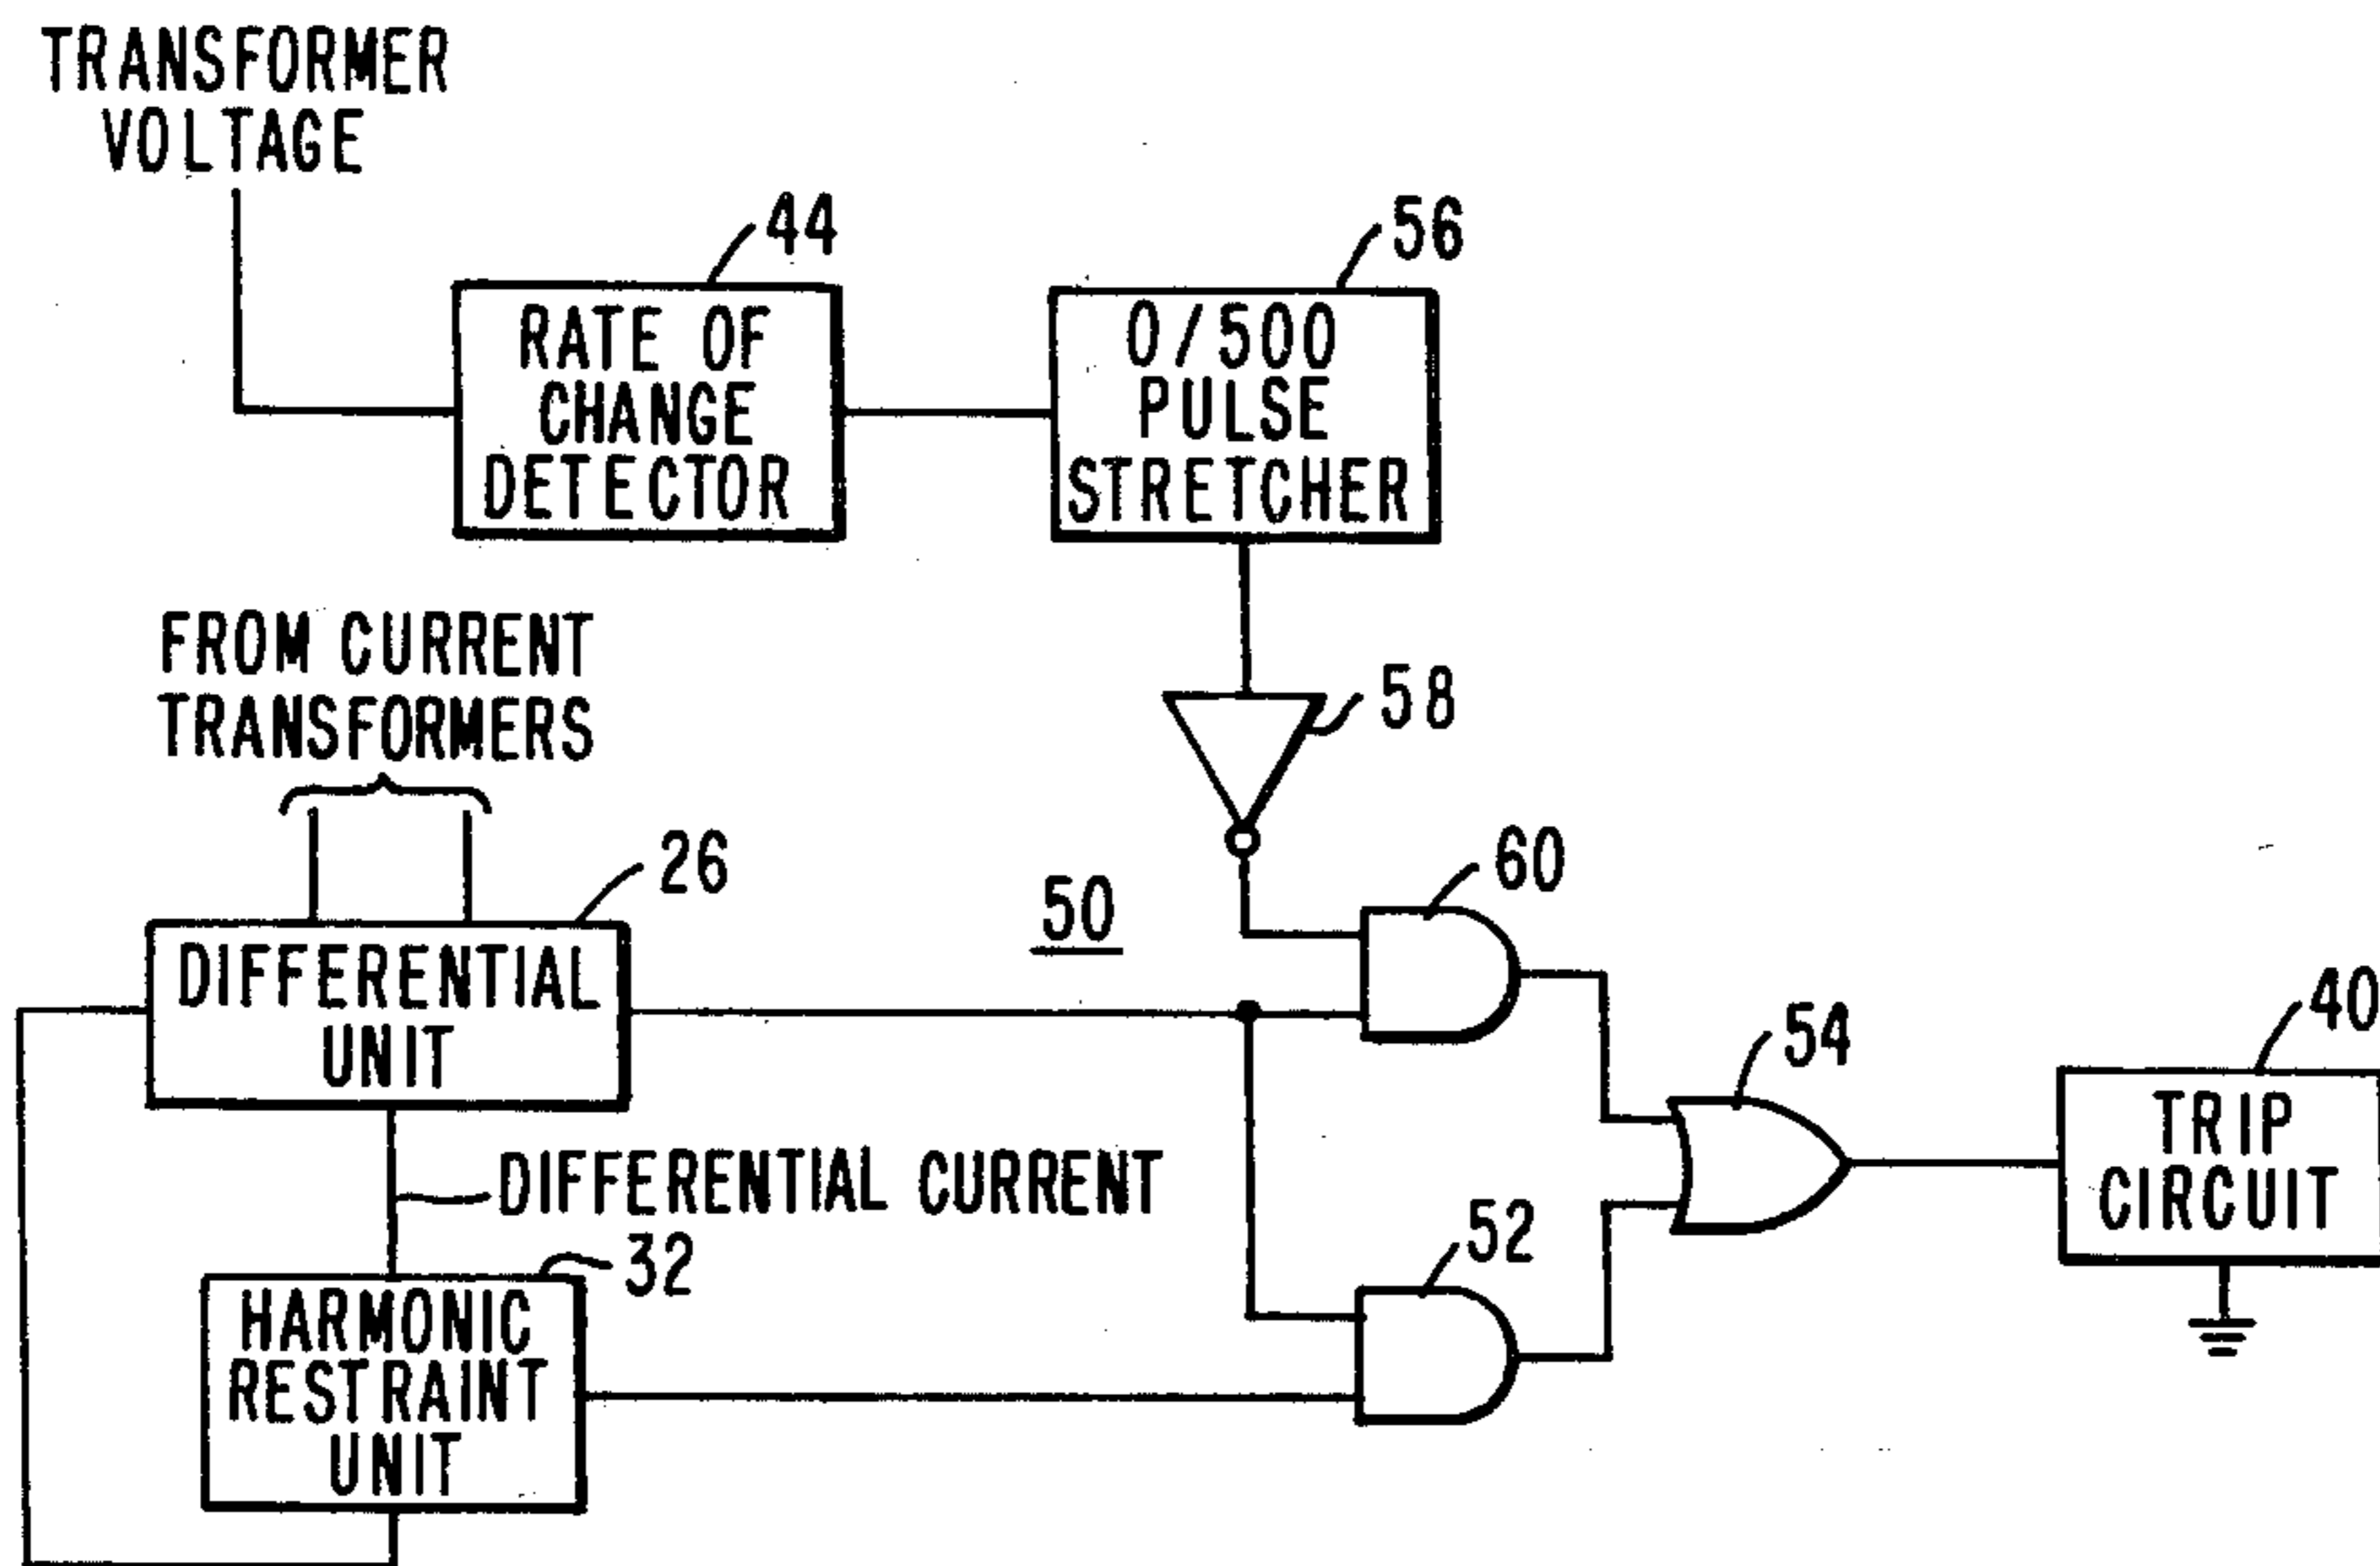 TRANSFORMER
VOLTAGE
44
RATE OF
CHANGE
DETECTOR
56
0/500
PULSE
STRETCHER
58
FROM CURRENT
TRANSFORMERS
26
DIFFERENTIAL
UNIT
50
60
54
40
TRIP
CIRCUIT
DIFFERENTIAL CURRENT
32
HARMONIC
RESTRAINT
UNIT
52